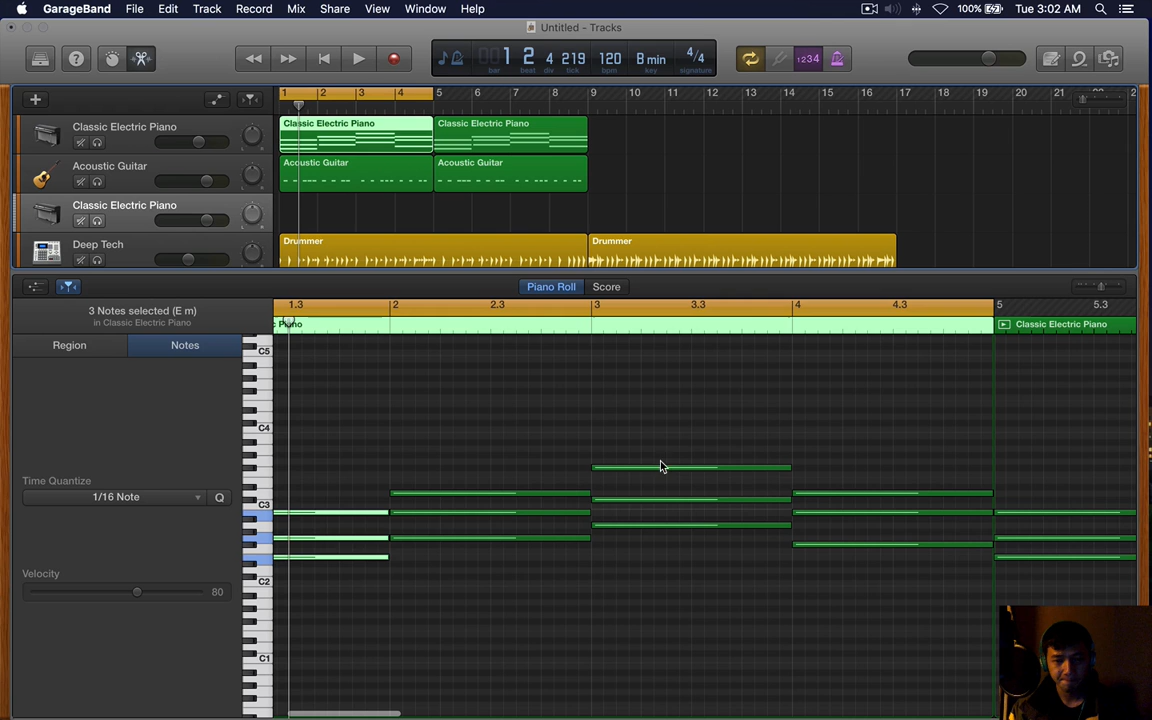 GarageBand File Edit Track Record Mix Share View Window Help 100% Tue 3:02 AM
Untitled - Tracks
1 2 4 219 120 8 min 4/4 1234
bar beat div tick bpm key signature
1 2 3 4 5 6 7 8 9 10 11 12 13 14 15 16 17 18 19 20 21 2
Classic Electric Piano
Classic Electric Piano Classic Electric Piano
Acoustic Guitar
Acoustic Guitar Acoustic Guitar
Classic Electric Piano
Deep Tech
Drummer Drummer
Piano Roll Score
3 Notes selected (E m)
in Classic Electric Piano
1.3 2 2.3 3 3.3 4 4.3 5 5.3
c Piano Classic Electric Piano
Region Notes
C5
C4
Time Quantize
1/16 Note Q
C3
Velocity
80
C2
C1